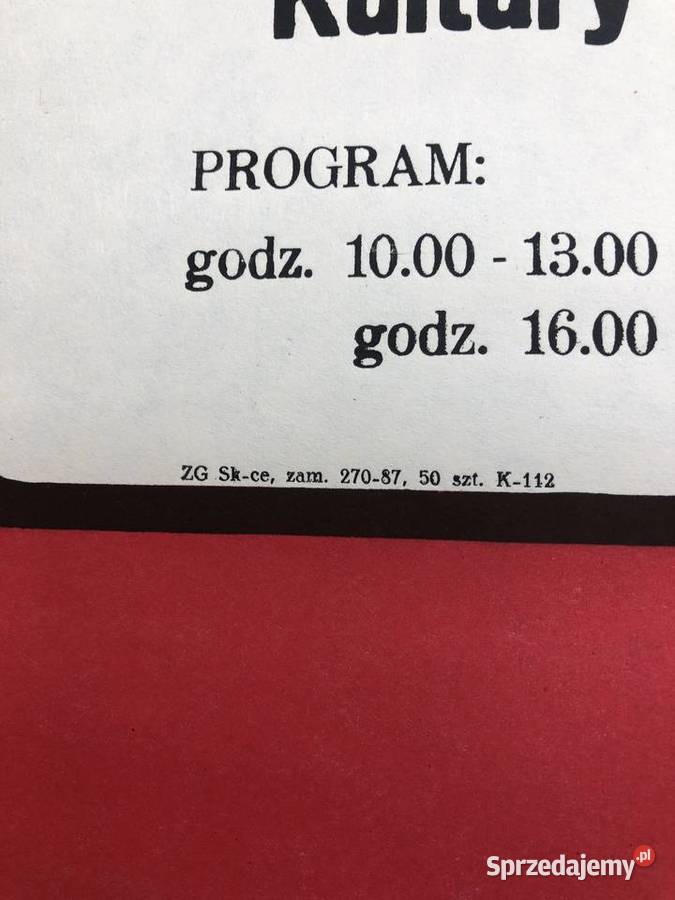 Kultury
PROGRAM:
godz. 10.00 - 13.00
godz. 16.00
ZG Sk-ce, zam. 270-87, 50 szt. K-112
Sprzedajemy.pl